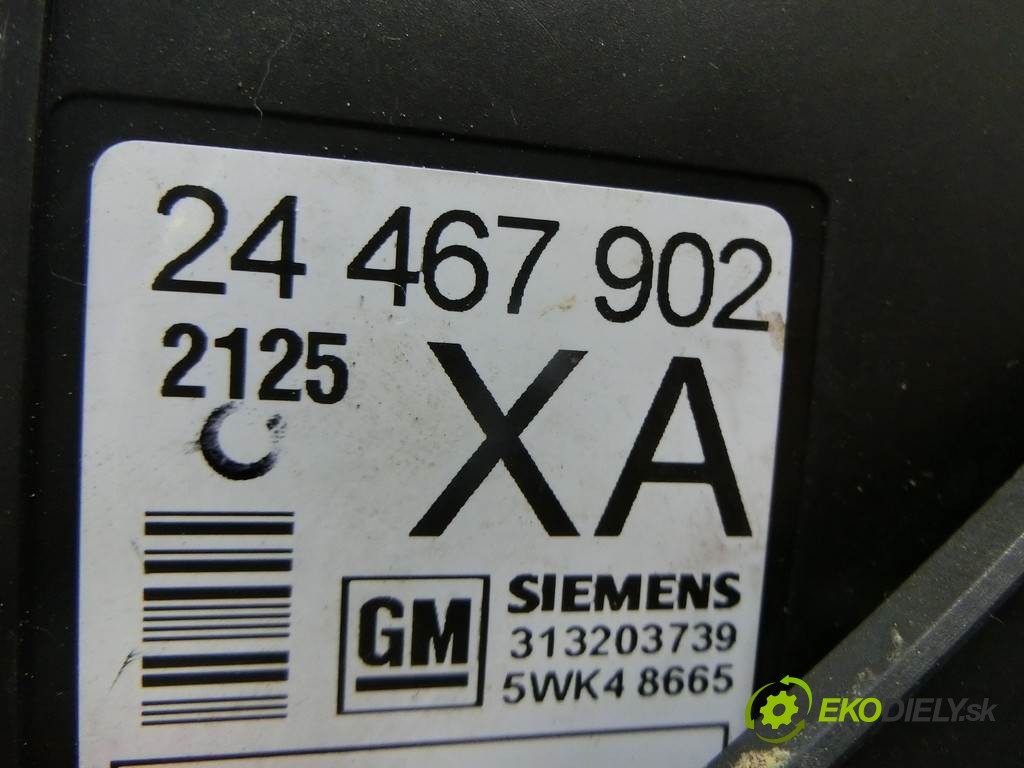 24 467 902
2125
XA
GM
SIEMENS
313203739
5WK4 8665
EKODIELY.sk